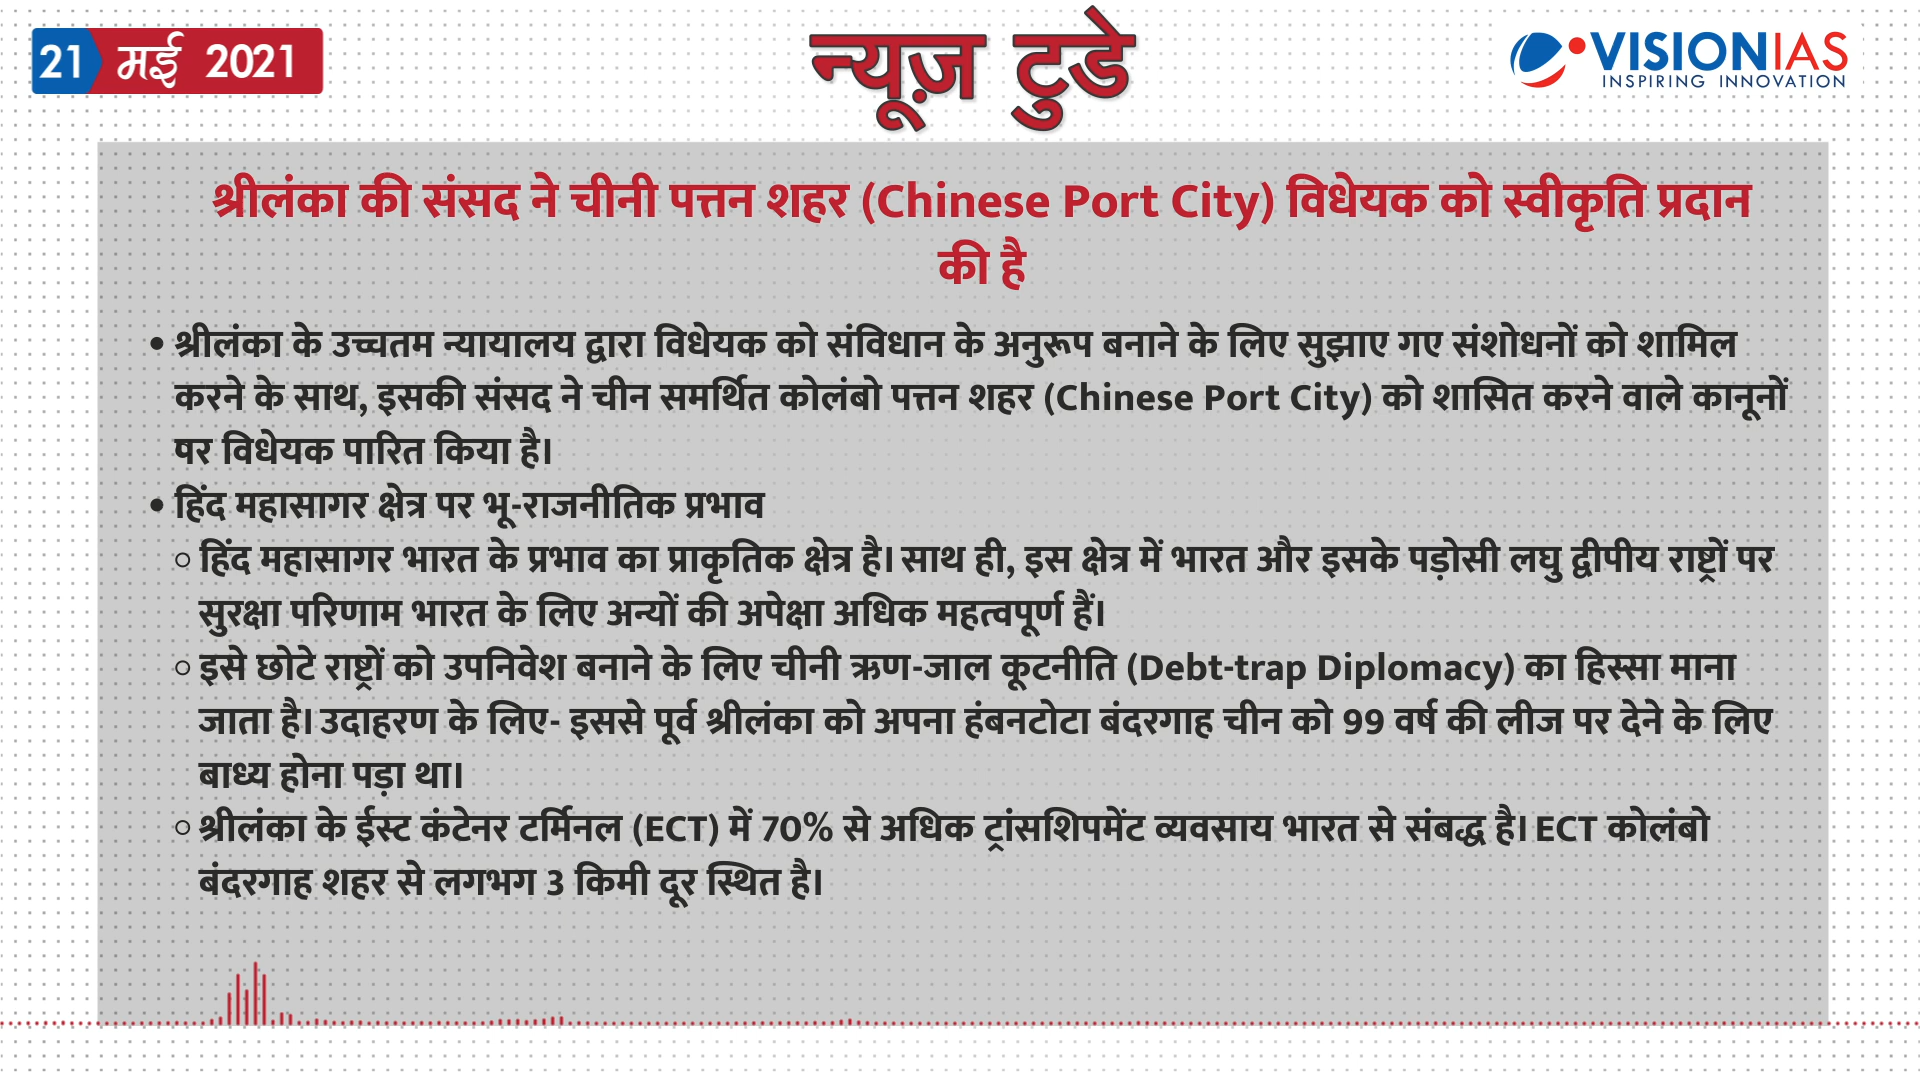 21 मई 2021
न्यूज़ टुडे
VISIONIAS
INSPIRING INNOVATION
श्रीलंका की संसद ने चीनी पत्तन शहर (Chinese Port City) विधेयक को स्वीकृति प्रदान
की है
• श्रीलंका के उच्चतम न्यायालय द्वारा विधेयक को संविधान के अनुरूप बनाने के लिए सुझाए गए संशोधनों को शामिल
करने के साथ, इसकी संसद ने चीन समर्थित कोलंबो पत्तन शहर (Chinese Port City) को शासित करने वाले कानूनों
पर विधेयक पारित किया है।
• हिंद महासागर क्षेत्र पर भू-राजनीतिक प्रभाव
○ हिंद महासागर भारत के प्रभाव का प्राकृतिक क्षेत्र है। साथ ही, इस क्षेत्र में भारत और इसके पड़ोसी लघु द्वीपीय राष्ट्रों पर
सुरक्षा परिणाम भारत के लिए अन्यों की अपेक्षा अधिक महत्वपूर्ण हैं।
○ इसे छोटे राष्ट्रों को उपनिवेश बनाने के लिए चीनी ऋण-जाल कूटनीति (Debt-trap Diplomacy) का हिस्सा माना
जाता है। उदाहरण के लिए- इससे पूर्व श्रीलंका को अपना हंबनटोटा बंदरगाह चीन को 99 वर्ष की लीज पर देने के लिए
बाध्य होना पड़ा था।
○ श्रीलंका के ईस्ट कंटेनर टर्मिनल (ECT) में 70% से अधिक ट्रांसशिपमेंट व्यवसाय भारत से संबद्ध है। ECT कोलंबो
बंदरगाह शहर से लगभग 3 किमी दूर स्थित है।